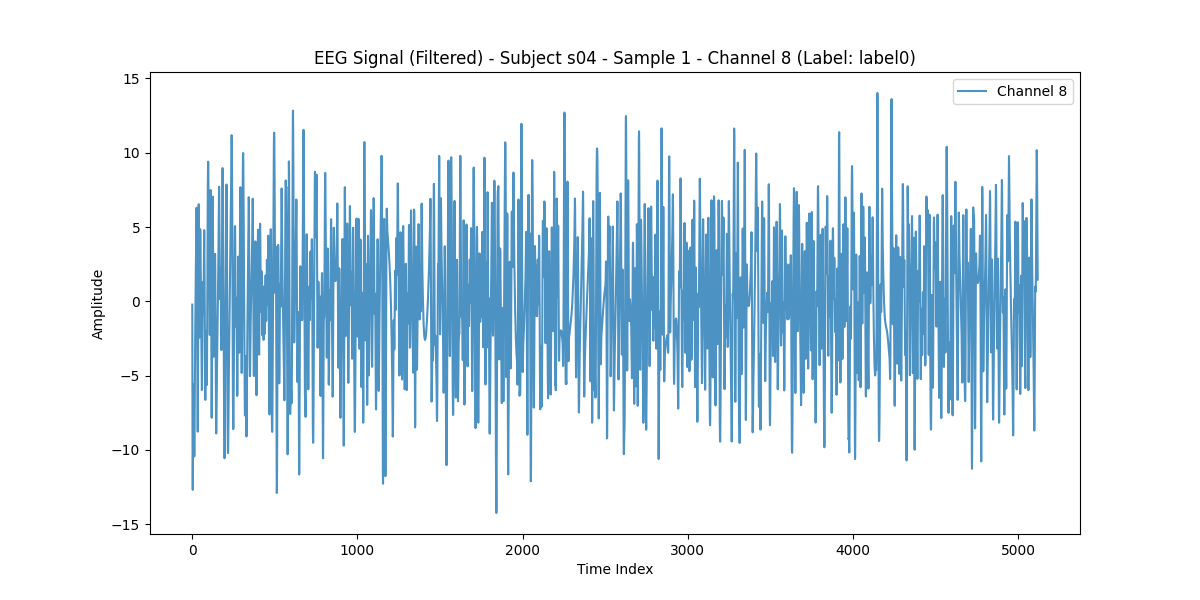 EEG Signal (Filtered) - Subject s04 - Sample 1 - Channel 8 (Label: label0)
Channel 8
15
10
5
0
−5
−10
−15
Amplitude
0 1000 2000 3000 4000 5000
Time Index